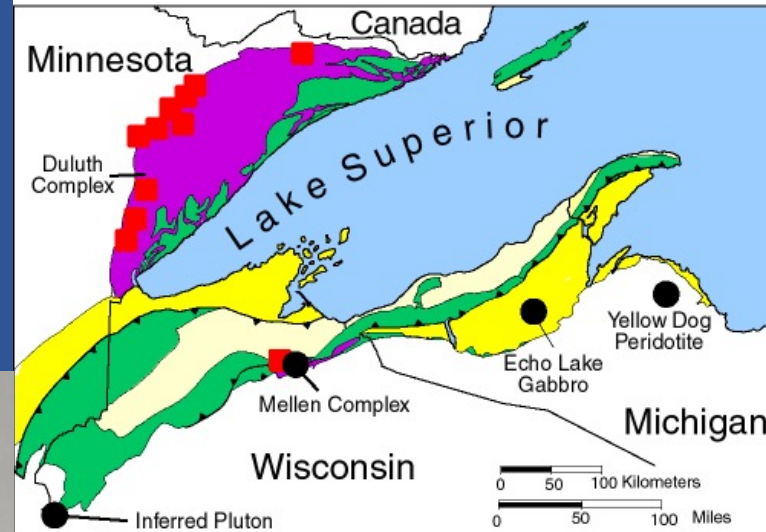 Canada
Minnesota
Duluth
Complex
Lake Superior
Yellow Dog
Peridotite
Echo Lake
Gabbro
Mellen Complex
Michigan
Wisconsin
0 50 100 Kilometers
0 50 100
Miles
Inferred Pluton